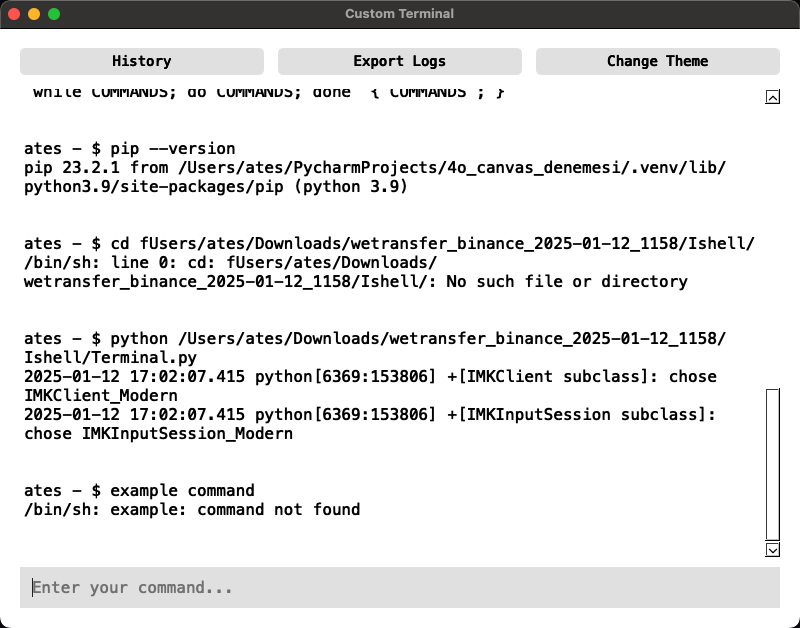 Custom Terminal
History
Export Logs
Change Theme
while COMMANDS; do COMMANDS; done  { COMMANDS ; }
ates - $ pip --version
pip 23.2.1 from /Users/ates/PycharmProjects/4o_canvas_denemesi/.venv/lib/
python3.9/site-packages/pip (python 3.9)
ates - $ cd fUsers/ates/Downloads/wetransfer_binance_2025-01-12_1158/Ishell/
/bin/sh: line 0: cd: fUsers/ates/Downloads/
wetransfer_binance_2025-01-12_1158/Ishell/: No such file or directory
ates - $ python /Users/ates/Downloads/wetransfer_binance_2025-01-12_1158/
Ishell/Terminal.py
2025-01-12 17:02:07.415 python[6369:153806] +[IMKClient subclass]: chose
IMKClient_Modern
2025-01-12 17:02:07.415 python[6369:153806] +[IMKInputSession subclass]:
chose IMKInputSession_Modern
ates - $ example command
/bin/sh: example: command not found
Enter your command...